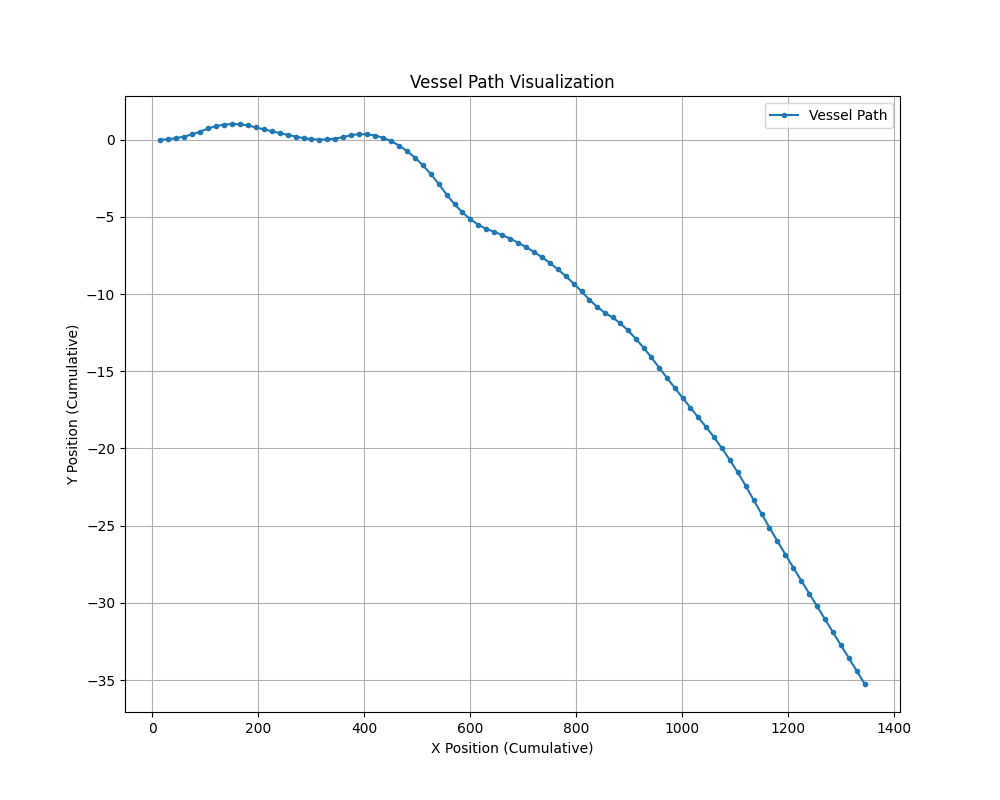 Vessel Path Visualization
Vessel Path
Y Position (Cumulative)
0
−5
−10
−15
−20
−25
−30
−35
0 200 400 600 800 1000 1200 1400
X Position (Cumulative)